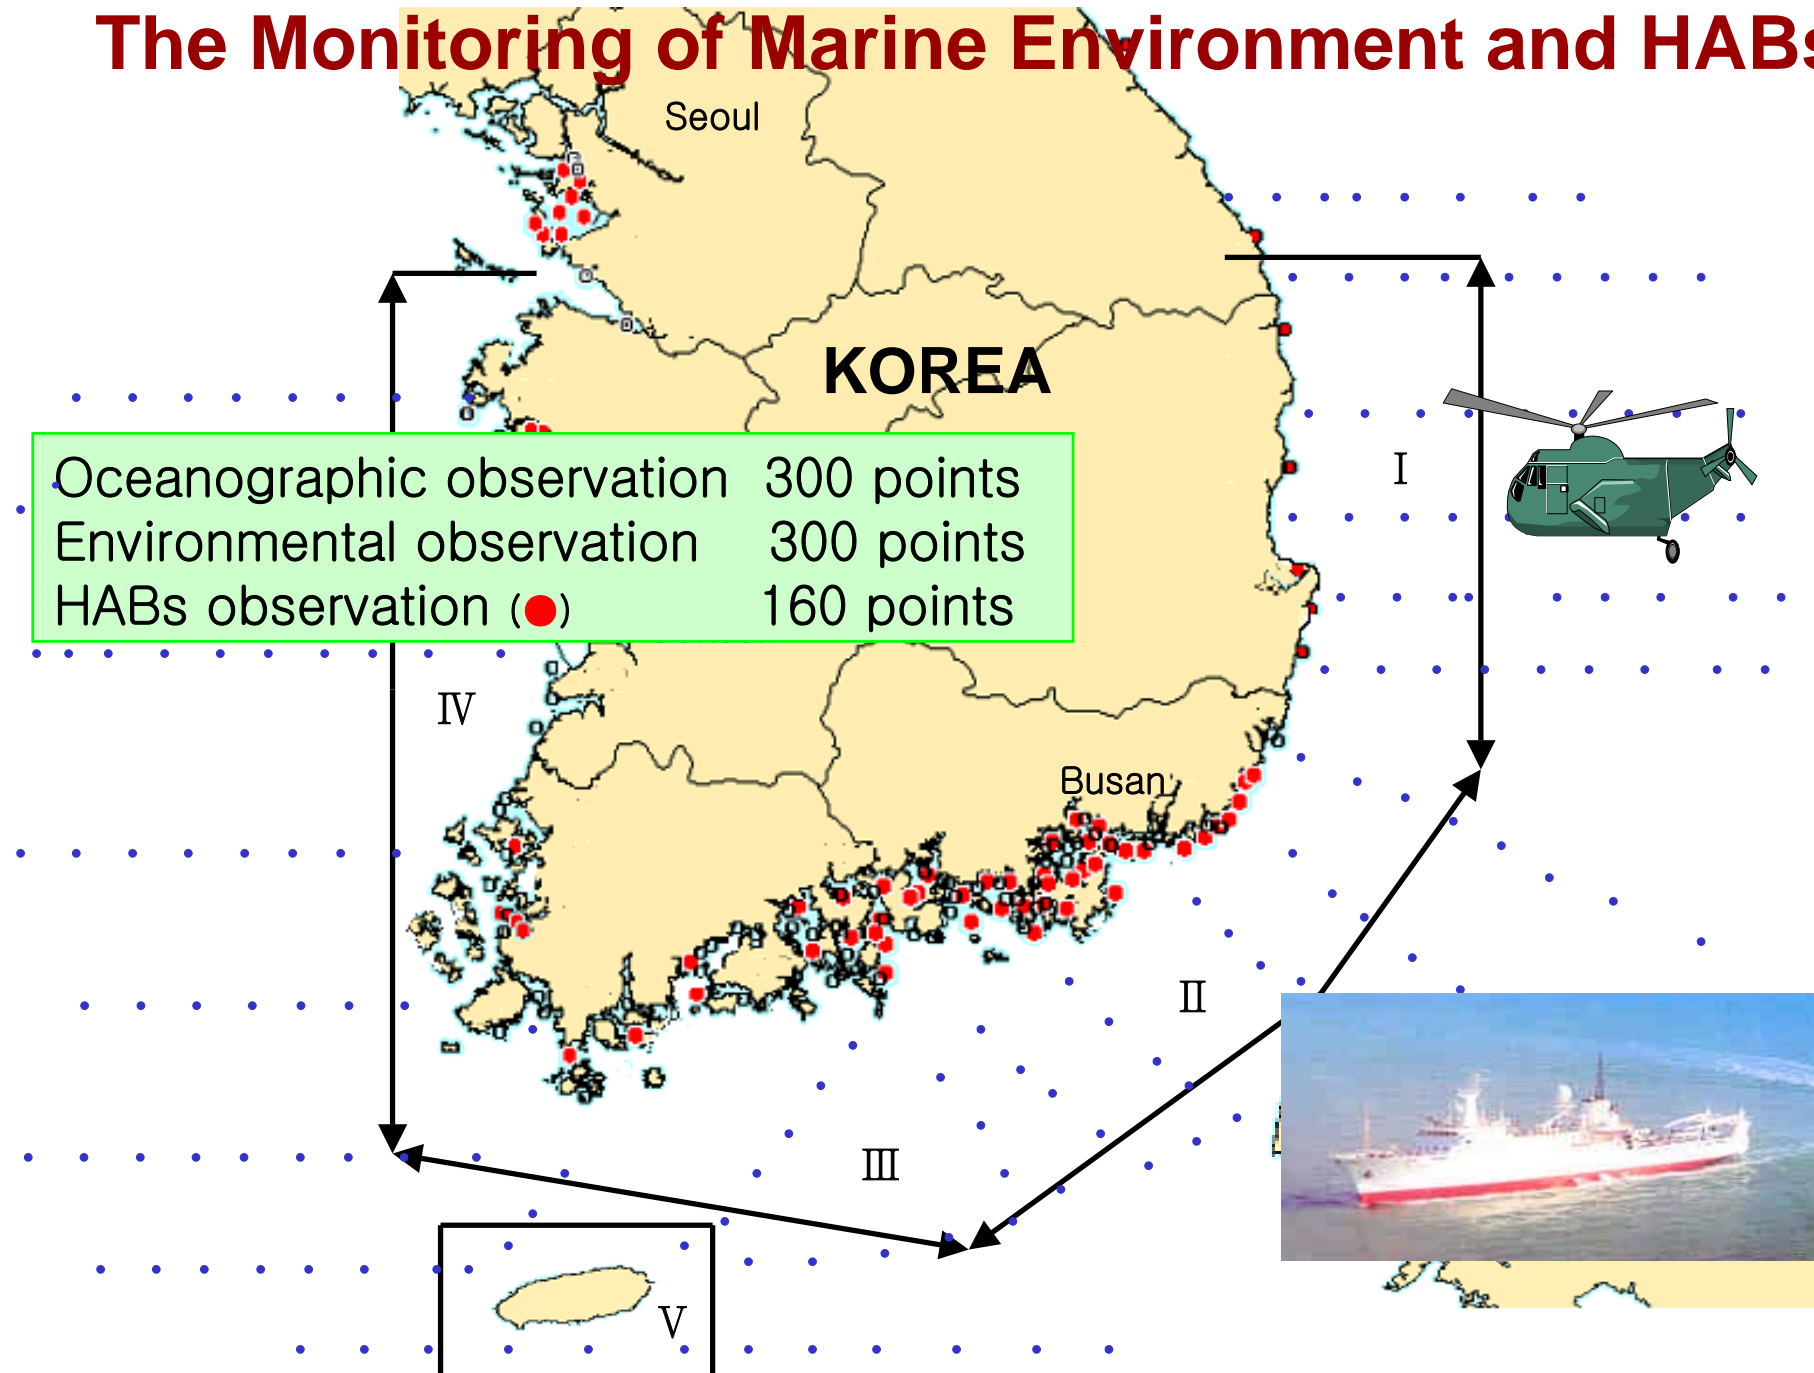 The Monitoring of Marine Environment and HABs
Seoul
KOREA
Oceanographic observation 300 points
Environmental observation 300 points
HABs observation (●) 160 points
Ⅰ
Ⅳ
Busan
Ⅱ
Ⅲ
Ⅴ